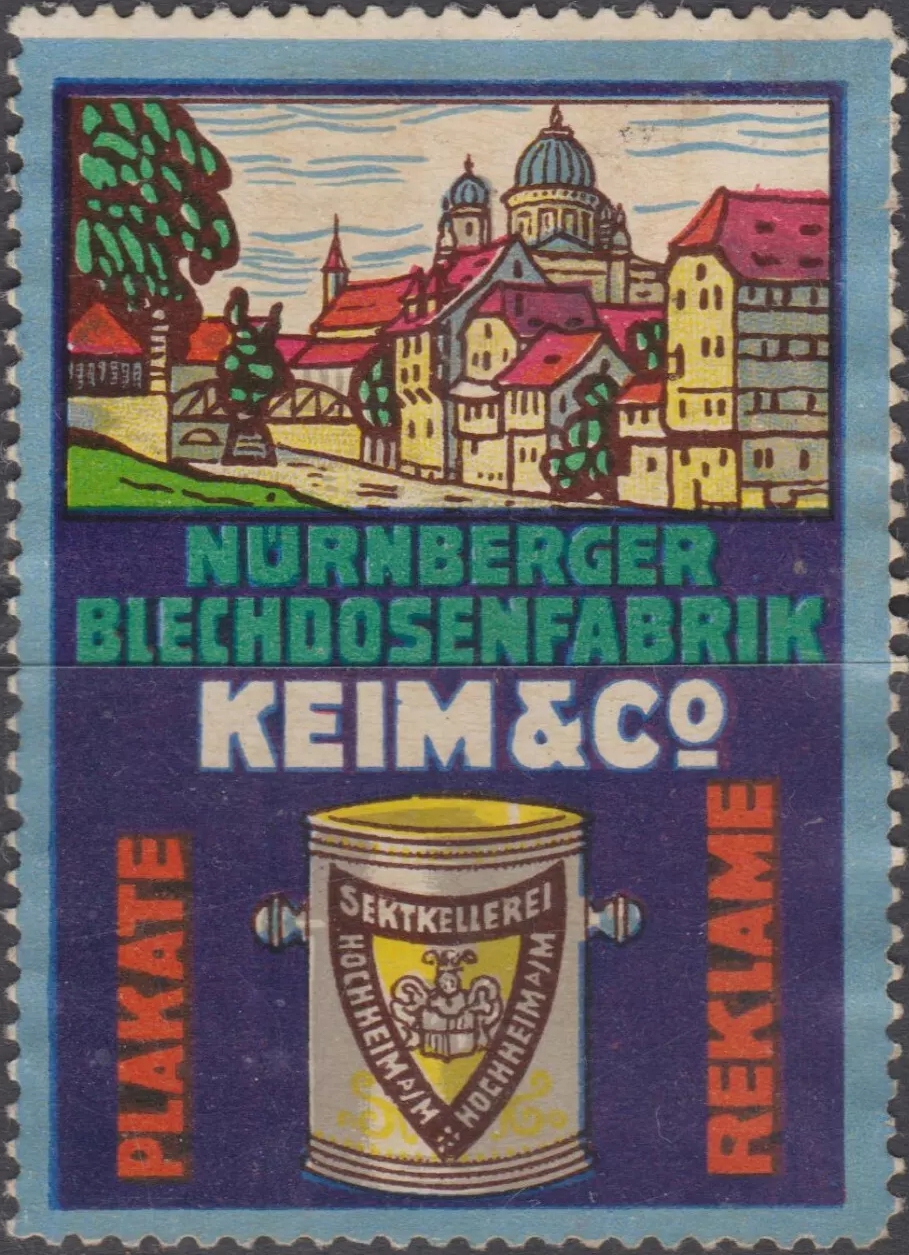 NÜRNBERGER
BLECHDOSENFABRIK
KEIM & Cº
PLAKATE
REKLAME
SEKTKELLEREI
HOCHHEIM A/M
HOCHHEIM A/M